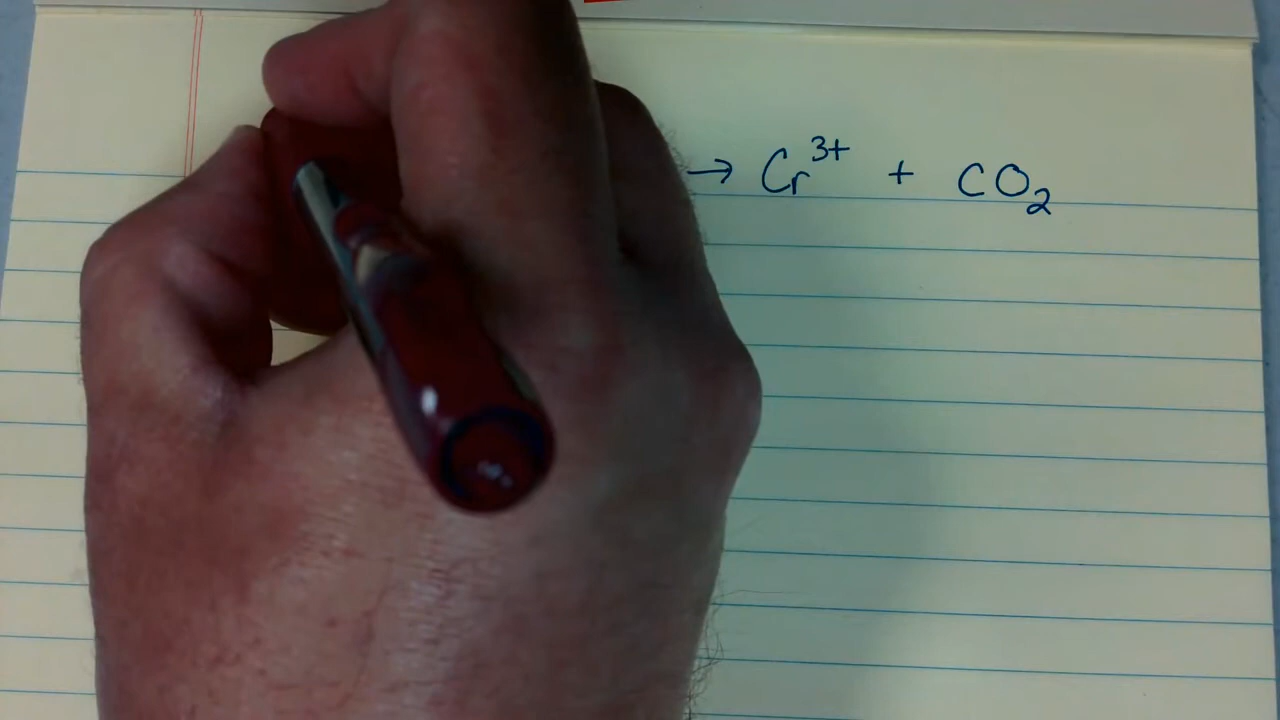 → Cr³⁺ + CO₂